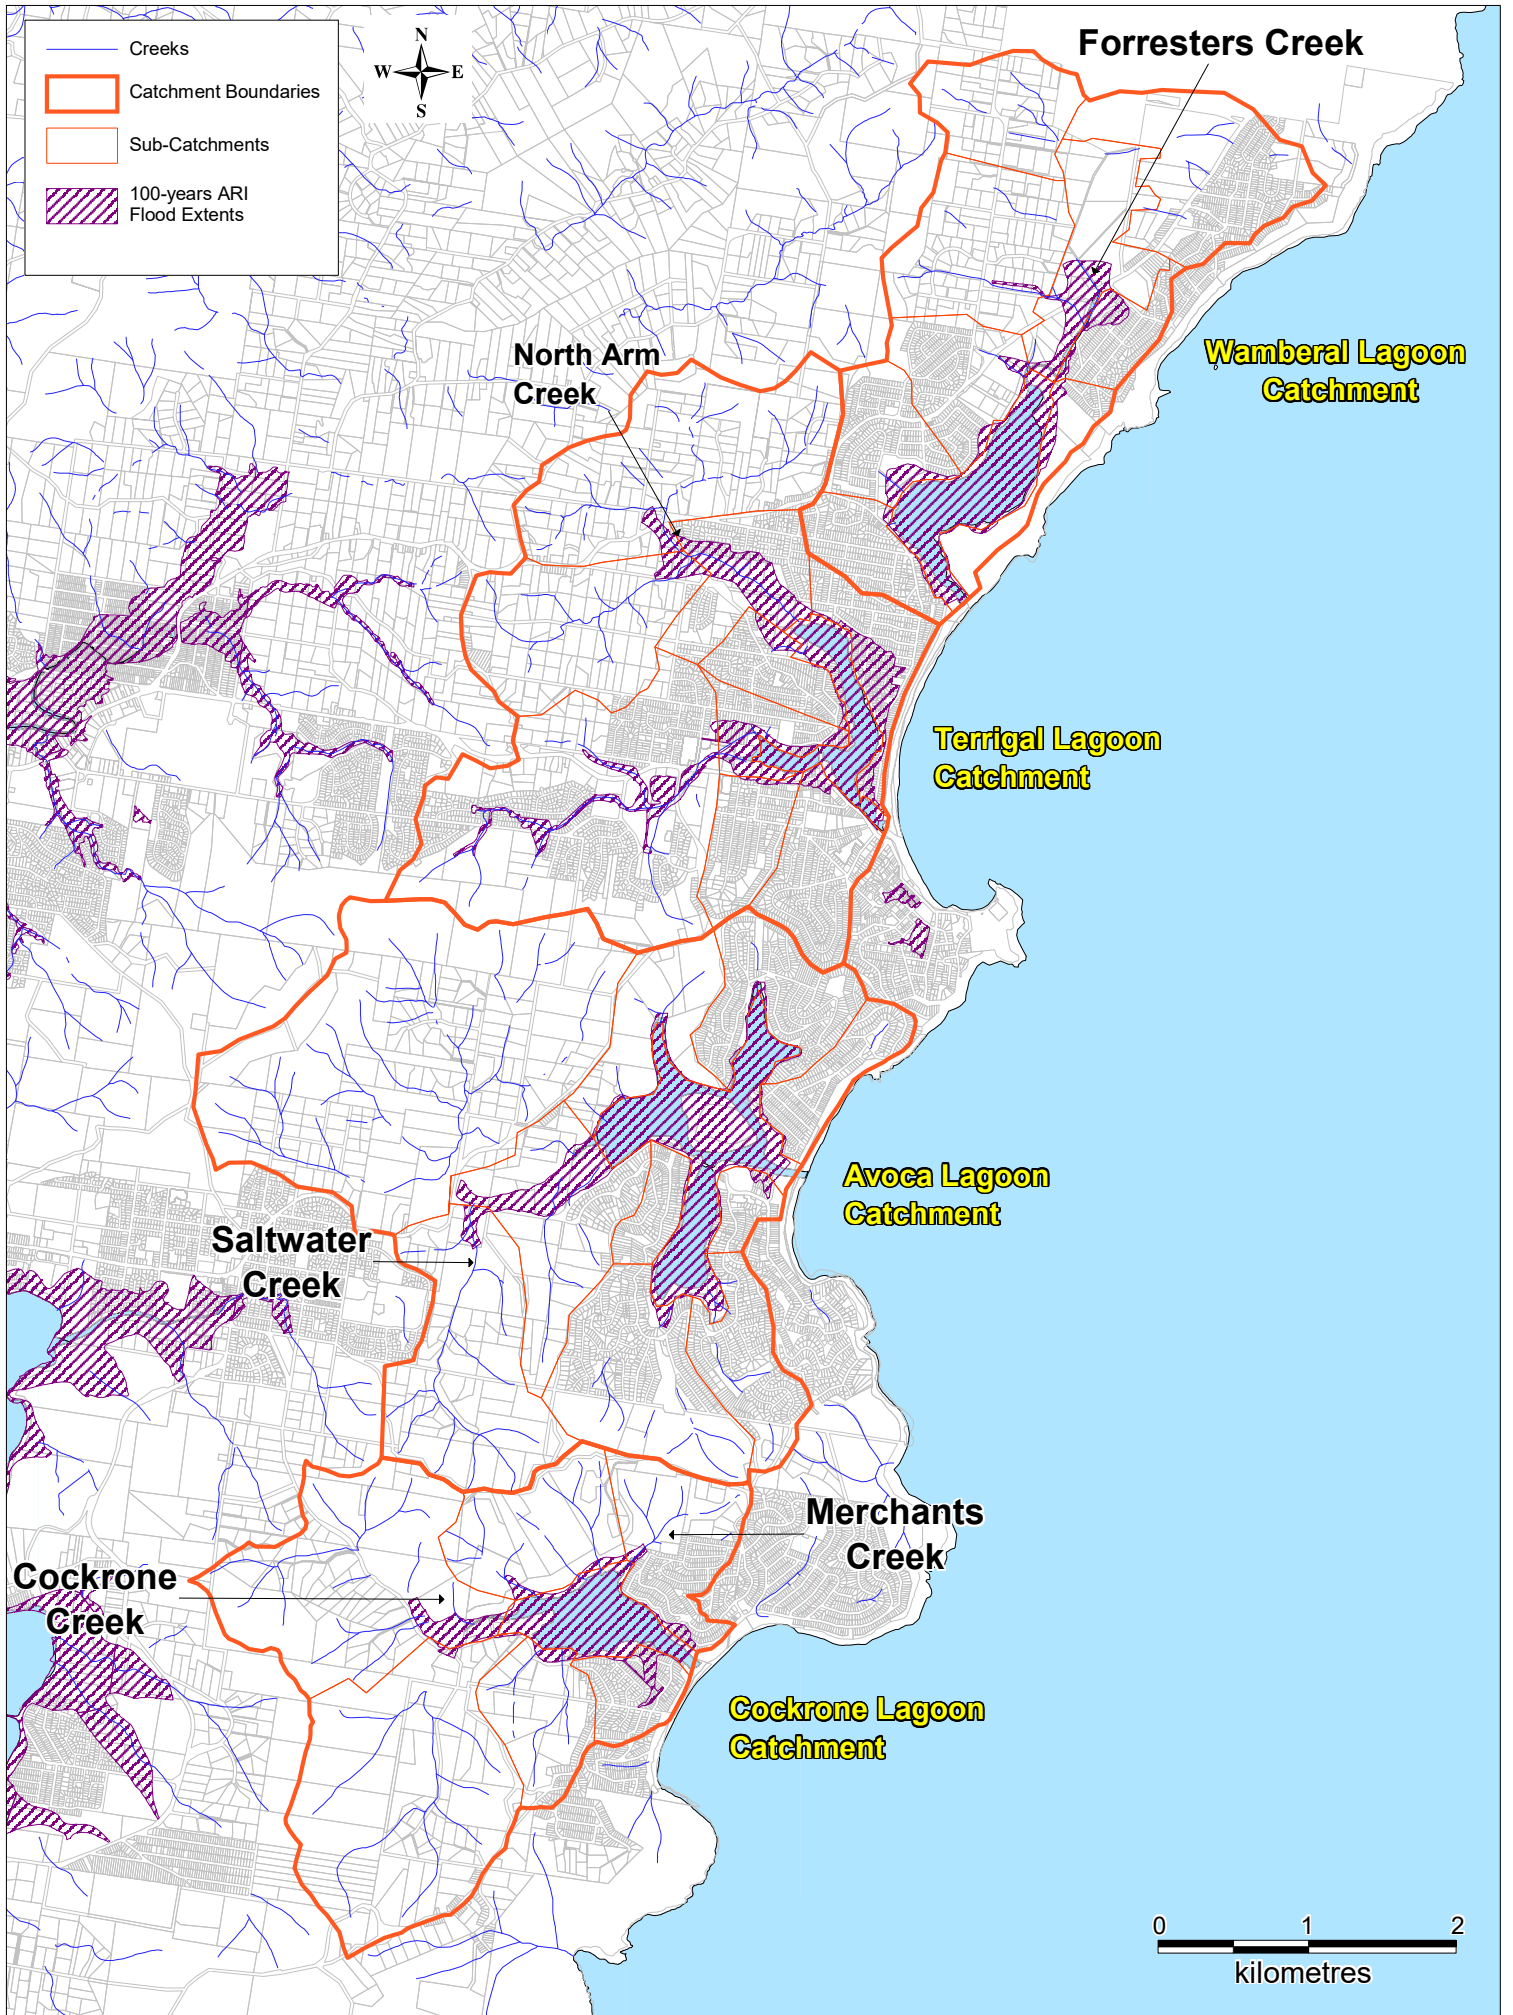 Creeks
Catchment Boundaries
Sub-Catchments
100-years ARI
Flood Extents
N
W E
S
Forresters Creek
North Arm
Creek
Wamberal Lagoon
Catchment
Terrigal Lagoon
Catchment
Avoca Lagoon
Catchment
Saltwater
Creek
Merchants
Creek
Cockrone
Creek
Cockrone Lagoon
Catchment
0 1 2
kilometres